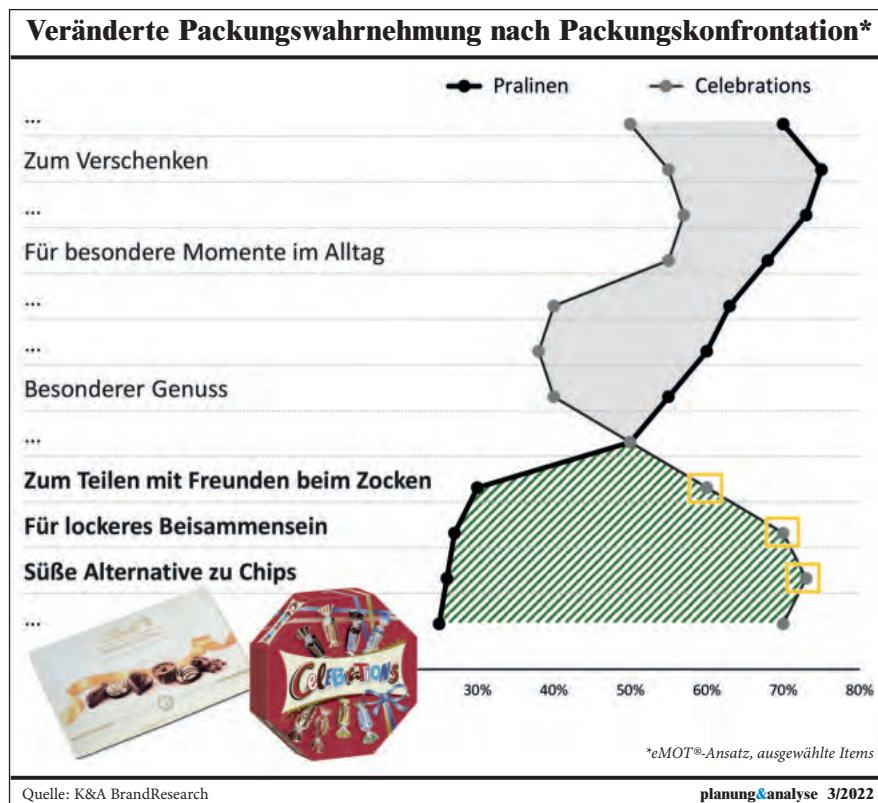 Veränderte Packungswahrnehmung nach Packungskonfrontation*
Pralinen
Celebrations
...
Zum Verschenken
...
Für besondere Momente im Alltag
...
...
Besonderer Genuss
...
Zum Teilen mit Freunden beim Zocken
Für lockeres Beisammensein
Süße Alternative zu Chips
...
CELEBRATIONS
30% 40% 50% 60% 70% 80%
*eMOT®-Ansatz, ausgewählte Items
Quelle: K&A BrandResearch
planung&analyse 3/2022